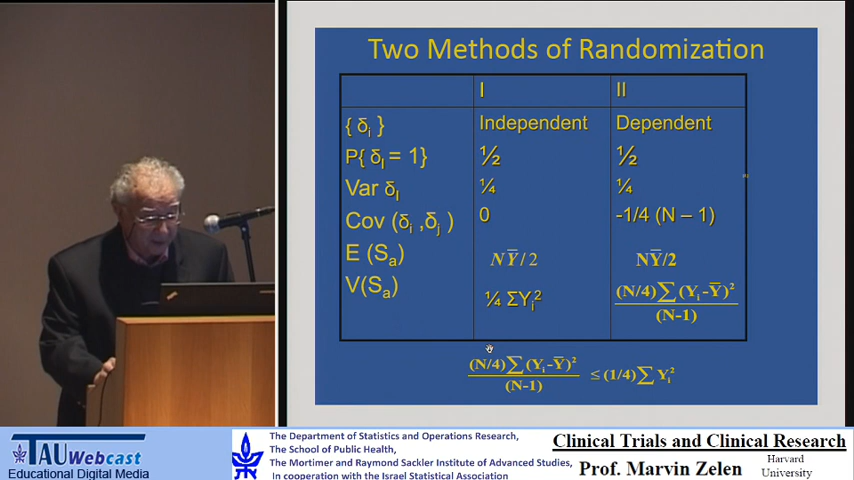 Two Methods of Randomization
I II
{ δi } Independent Dependent
P{ δI = 1} ½ ½
Var δI ¼ ¼
Cov (δi ,δj ) 0 -1/4 (N – 1)
E (Sa) N Y̅ / 2 NY̅/2
V(Sa) ¼ ΣYi² (N/4)∑(Yi-Y̅)²
(N-1)
(N/4)∑(Yi-Y̅)² ≤ (1/4)∑ Yi²
(N-1)
TAU Webcast
Educational Digital Media
The Department of Statistics and Operations Research,
The School of Public Health,
The Mortimer and Raymond Sackler Institute of Advanced Studies,
In cooperation with the Israel Statistical Association
Clinical Trials and Clinical Research
Prof. Marvin Zelen Harvard
University